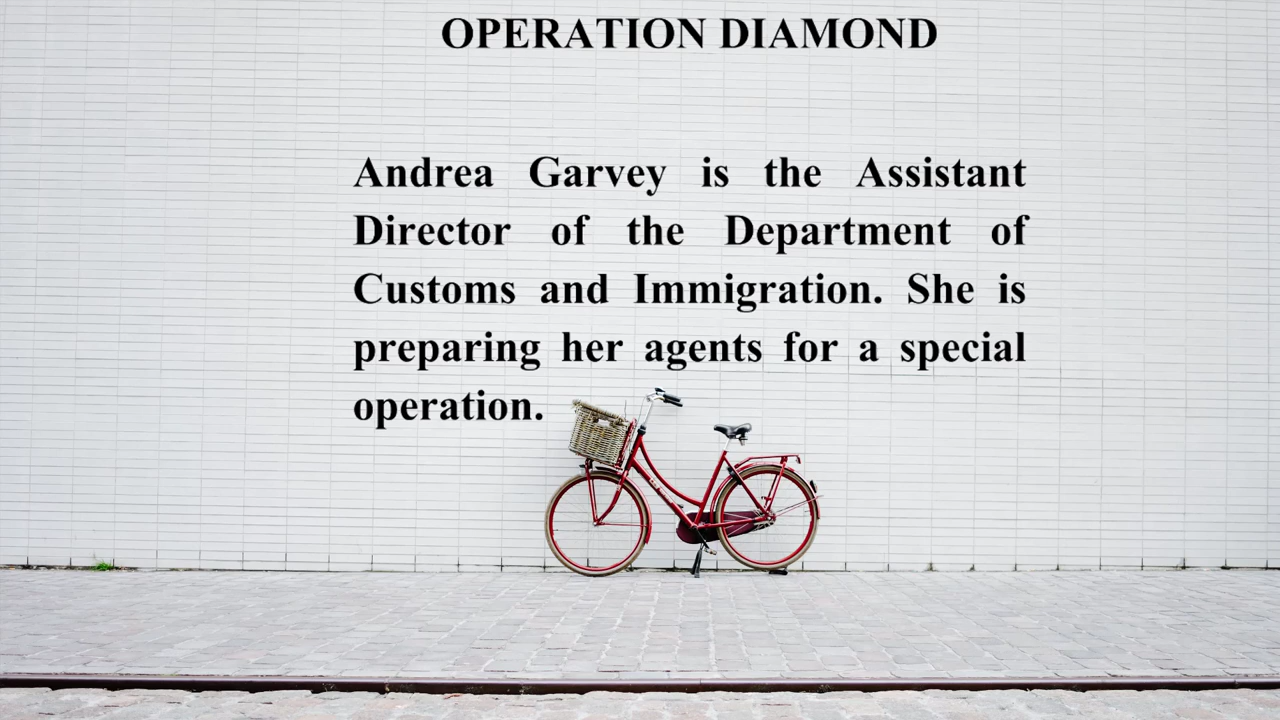 OPERATION DIAMOND
Andrea Garvey is the Assistant
Director of the Department of
Customs and Immigration. She is
preparing her agents for a special
operation.